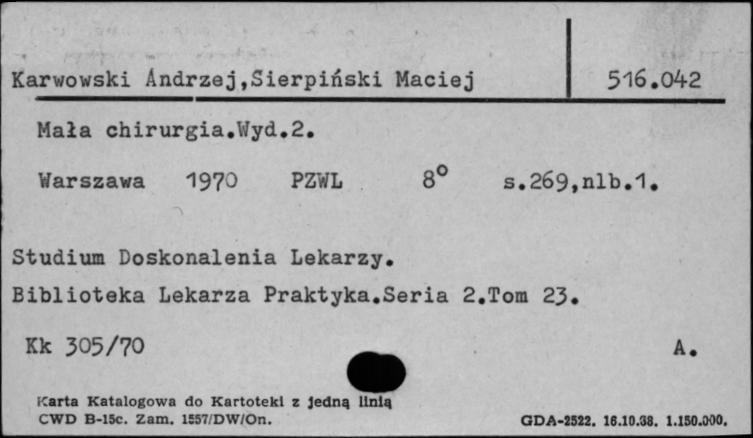 Karwowski Andrzej,Sierpiński Maciej 516.042
Mała chirurgia.Wyd.2.
Warszawa 1970 PZWL 8° s.269,nlb.1.
Studium Doskonalenia Lekarzy.
Biblioteka Lekarza Praktyka.Seria 2.Tom 23.
Kk 305/70 A.
Karta Katalogowa do Kartoteki z jedną linią
CWD B-15c. Zam. 1557/DW/On. GDA-2522. 16.10.68. 1.150.000.